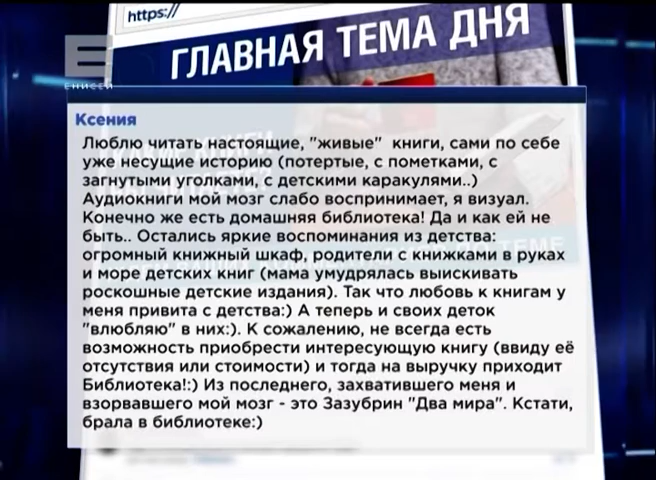 https://
ГЛАВНАЯ ТЕМА ДНЯ
ЕНИСЕЙ
Ксения
Люблю читать настоящие, "живые" книги, сами по себе
уже несущие историю (потертые, с пометками, с
загнутыми уголками, с детскими каракулями..)
Аудиокниги мой мозг слабо воспринимает, я визуал.
Конечно же есть домашняя библиотека! Да и как ей не
быть.. Остались яркие воспоминания из детства:
огромный книжный шкаф, родители с книжками в руках
и море детских книг (мама умудрялась выискивать
роскошные детские издания). Так что любовь к книгам у
меня привита с детства:) А теперь и своих деток
"влюбляю" в них:). К сожалению, не всегда есть
возможность приобрести интересующую книгу (ввиду её
отсутствия или стоимости) и тогда на выручку приходит
Библиотека!:) Из последнего, захватившего меня и
взорвавшего мой мозг - это Зазубрин "Два мира". Кстати,
брала в библиотеке:)